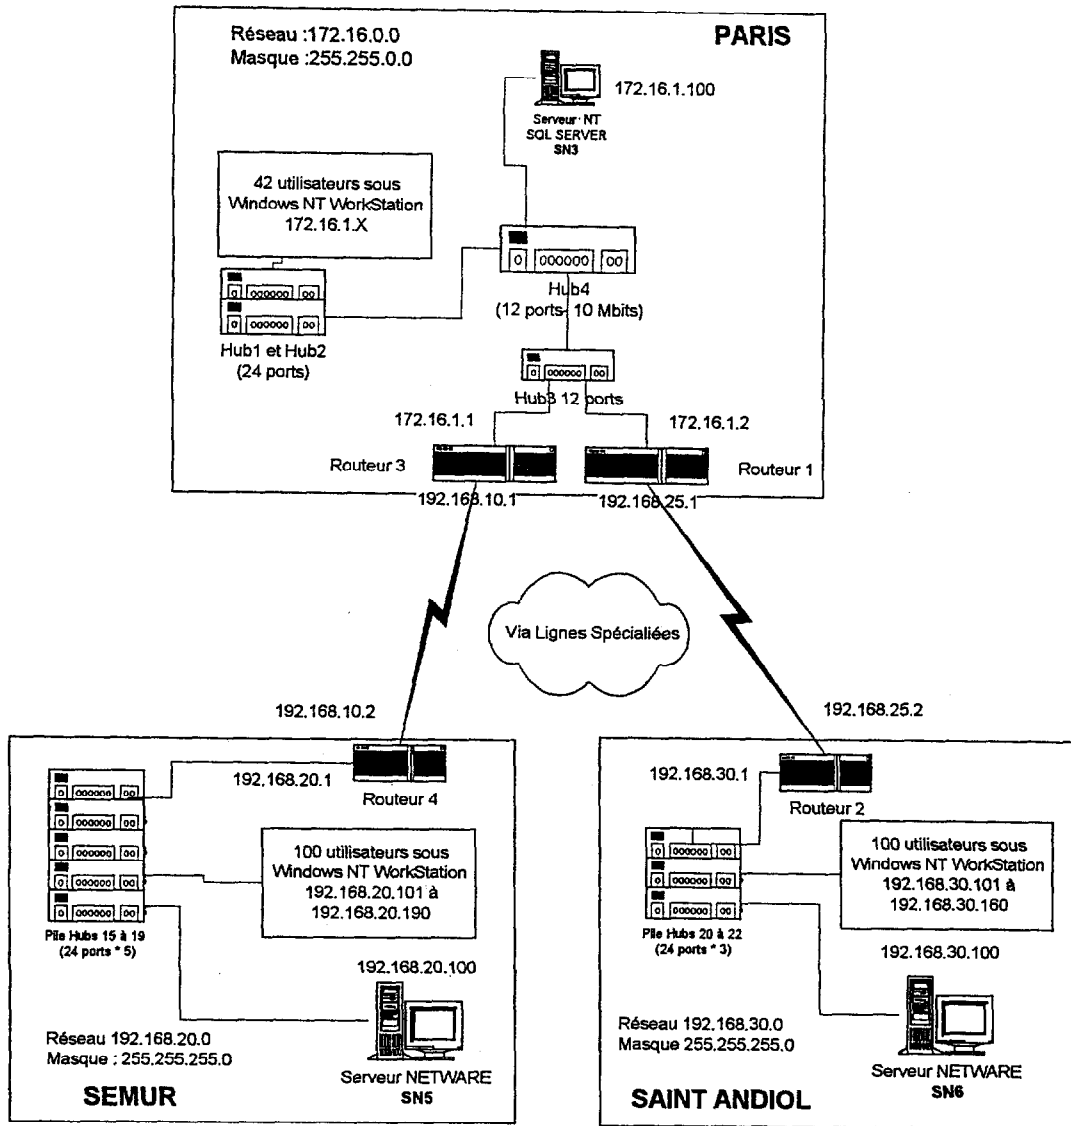 Réseau :172.16.0.0
Masque :255.255.0.0
PARIS
172.16.1.100
Serveur NT
SQL SERVER
SN3
42 utilisateurs sous
Windows NT WorkStation
172.16.1.X
Hub4
(12 ports 10 Mbits)
Hub1 et Hub2
(24 ports)
Hub3 12 ports
172.16.1.1
172.16.1.2
Routeur 3
Routeur 1
192.168.10.1
192.168.25.1
Via Lignes Spécialiées
192.168.10.2
192.168.25.2
192.168.20.1
Routeur 4
100 utilisateurs sous
Windows NT WorkStation
192.168.20.101 à
192.168.20.190
Pile Hubs 15 à 19
(24 ports * 5)
192.168.20.100
Réseau 192.168.20.0
Masque : 255.255.255.0
Serveur NETWARE
SN5
SEMUR
192.168.30.1
Routeur 2
100 utilisateurs sous
Windows NT WorkStation
192.168.30.101 à
192.168.30.160
Pile Hubs 20 à 22
(24 ports * 3)
192.168.30.100
Réseau 192.168.30.0
Masque 255.255.255.0
Serveur NETWARE
SN6
SAINT ANDIOL